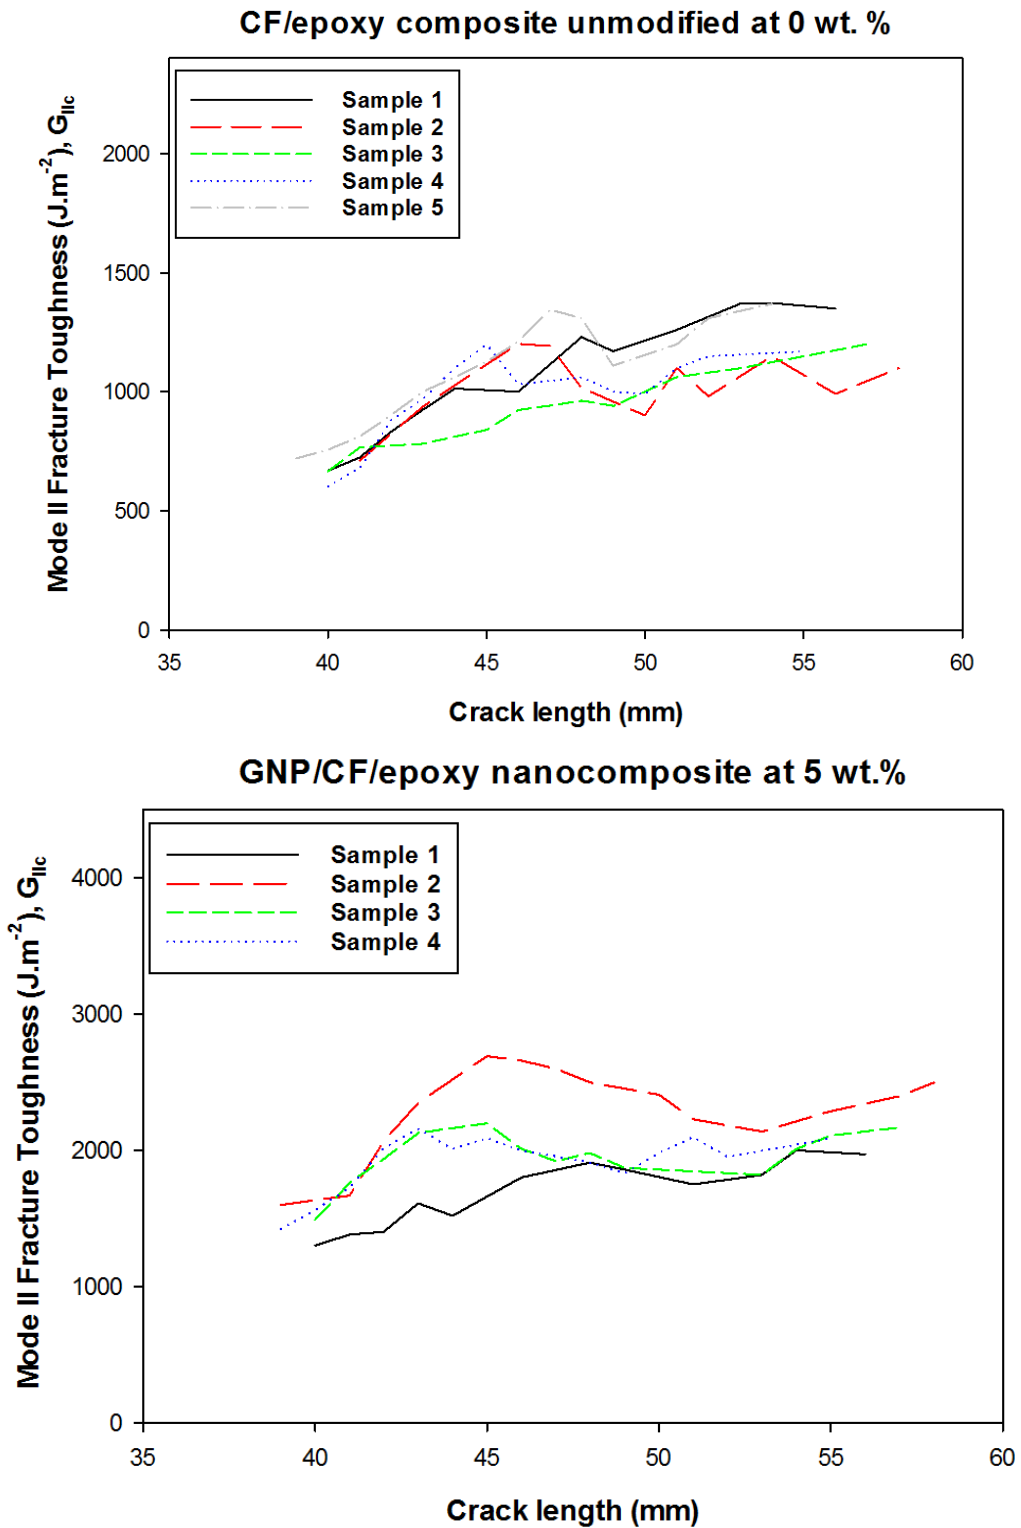 CF/epoxy composite unmodified at 0 wt. %
Mode II Fracture Toughness (J.m-2), GIIc
Sample 1
Sample 2
Sample 3
Sample 4
Sample 5
2000
1500
1000
500
0
35 40 45 50 55 60
Crack length (mm)
GNP/CF/epoxy nanocomposite at 5 wt.%
Mode II Fracture Toughness (J.m-2), GIIc
Sample 1
Sample 2
Sample 3
Sample 4
4000
3000
2000
1000
0
35 40 45 50 55 60
Crack length (mm)